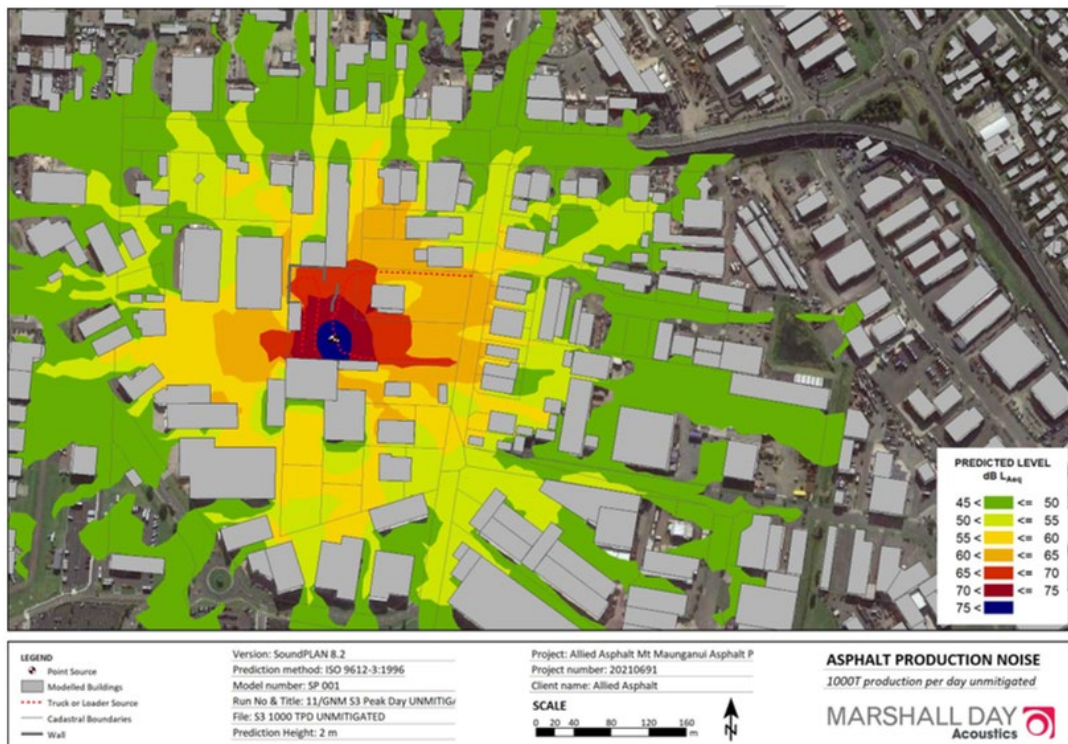 PREDICTED LEVEL
dB LAeq
45 < <= 50
50 < <= 55
55 < <= 60
60 < <= 65
65 < <= 70
70 < <= 75
75 <
LEGEND
Point Source
Modelled Buildings
Truck or Loader Source
Cadastral Boundaries
Wall
Version: SoundPLAN 8.2
Prediction method: ISO 9612-3:1996
Model number: SP 001
Run No & Title: 11/GNM S3 Peak Day UNMITIGA
File: S3 1000 TPD UNMITIGATED
Prediction Height: 2 m
Project: Allied Asphalt Mt Maunganui Asphalt P
Project number: 20210691
Client name: Allied Asphalt
SCALE
0 20 40 80 120 160
m
N
ASPHALT PRODUCTION NOISE
1000T production per day unmitigated
MARSHALL DAY
Acoustics